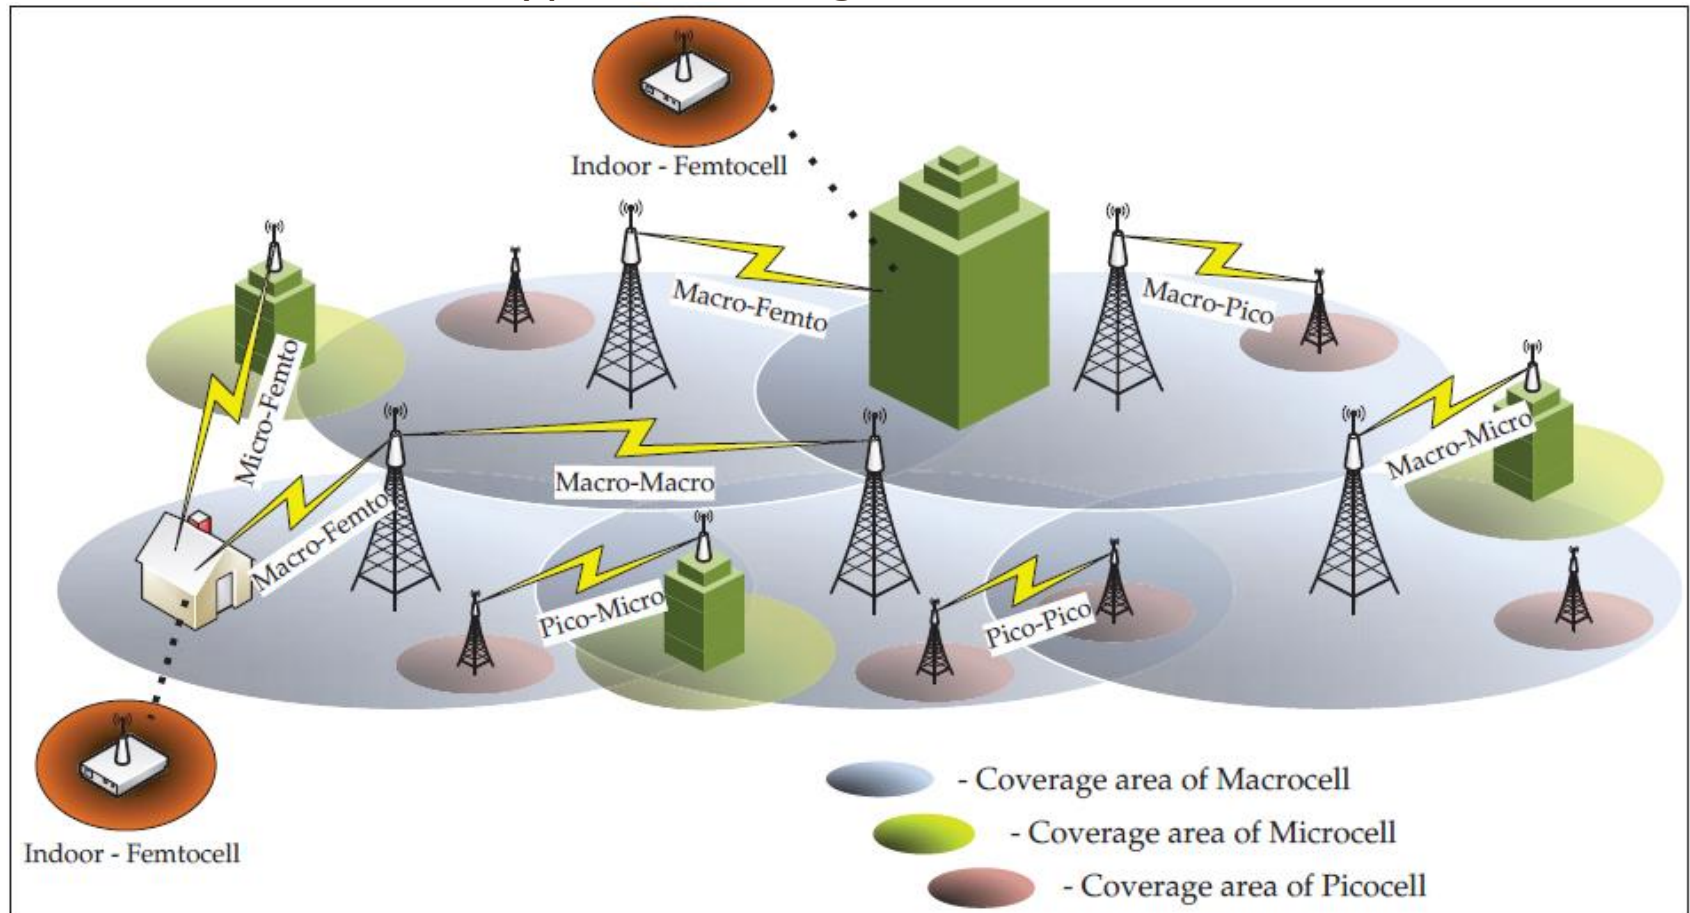 Indoor - Femtocell
Macro-Femto
Macro-Pico
Micro-Femto
Macro-Micro
Macro-Macro
Macro-Femto
Pico-Micro
Pico-Pico
Indoor - Femtocell
- Coverage area of Macrocell
- Coverage area of Microcell
- Coverage area of Picocell